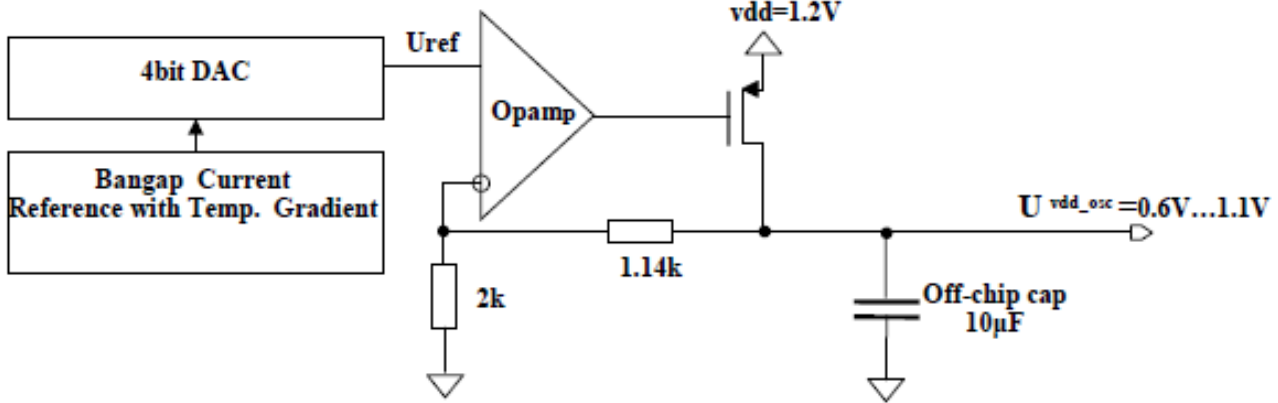 vdd=1.2V
Uref
4bit DAC
Opamp
Bangap Current
Reference with Temp. Gradient
U vdd_osc =0.6V...1.1V
1.14k
2k
Off-chip cap
10µF